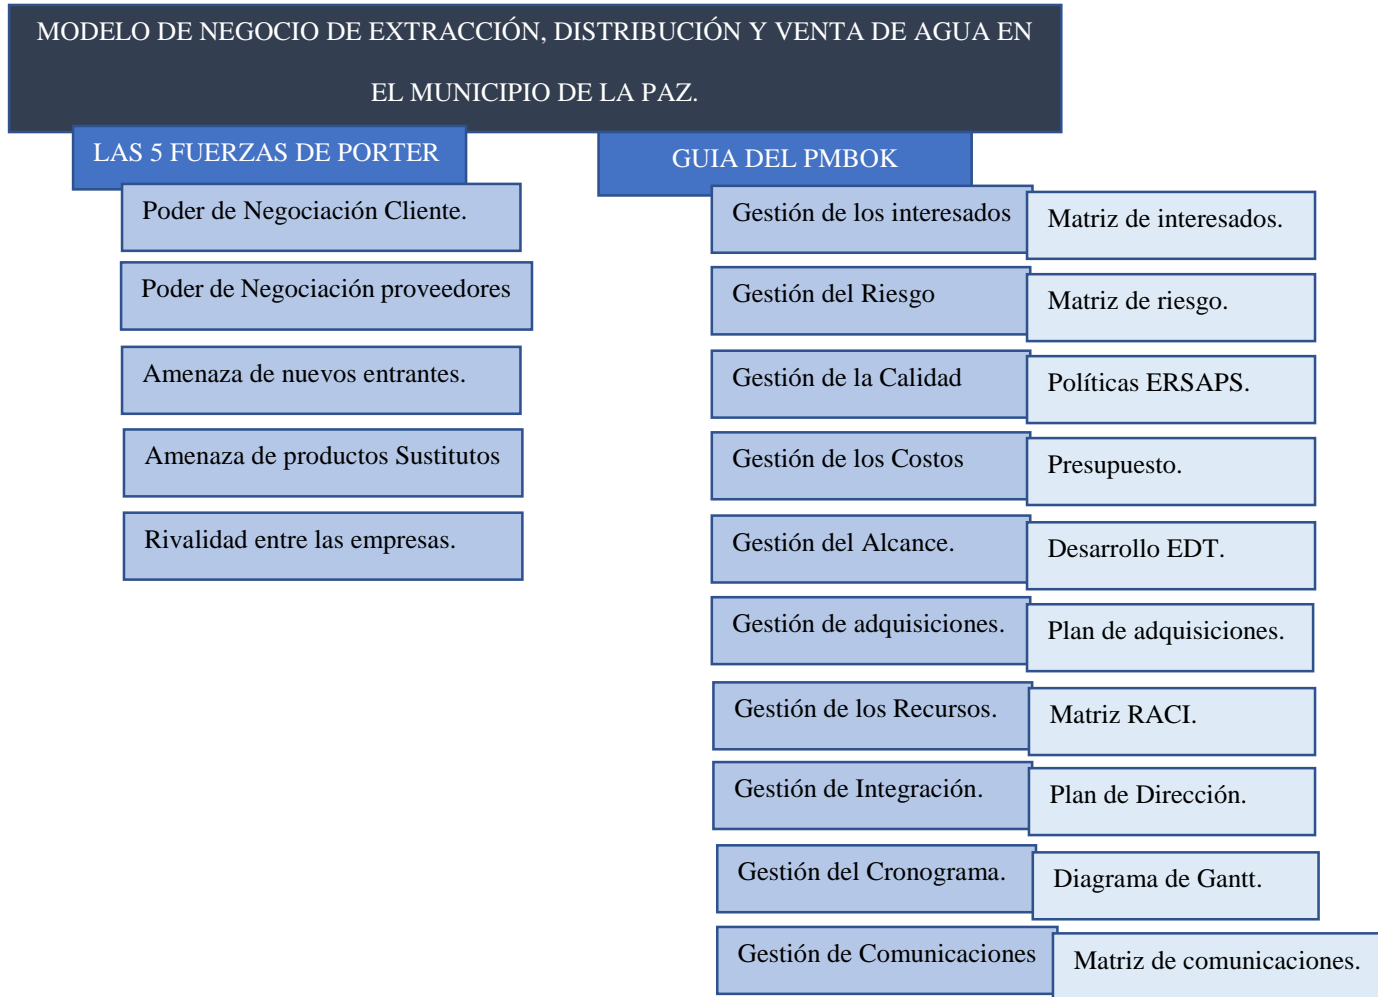 MODELO DE NEGOCIO DE EXTRACCIÓN, DISTRIBUCIÓN Y VENTA DE AGUA EN
EL MUNICIPIO DE LA PAZ.
LAS 5 FUERZAS DE PORTER
Poder de Negociación Cliente.
Poder de Negociación proveedores
Amenaza de nuevos entrantes.
Amenaza de productos Sustitutos
Rivalidad entre las empresas.
GUIA DEL PMBOK
Gestión de los interesados
Matriz de interesados.
Gestión del Riesgo
Matriz de riesgo.
Gestión de la Calidad
Políticas ERSAPS.
Gestión de los Costos
Presupuesto.
Gestión del Alcance.
Desarrollo EDT.
Gestión de adquisiciones.
Plan de adquisiciones.
Gestión de los Recursos.
Matriz RACI.
Gestión de Integración.
Plan de Dirección.
Gestión del Cronograma.
Diagrama de Gantt.
Gestión de Comunicaciones
Matriz de comunicaciones.